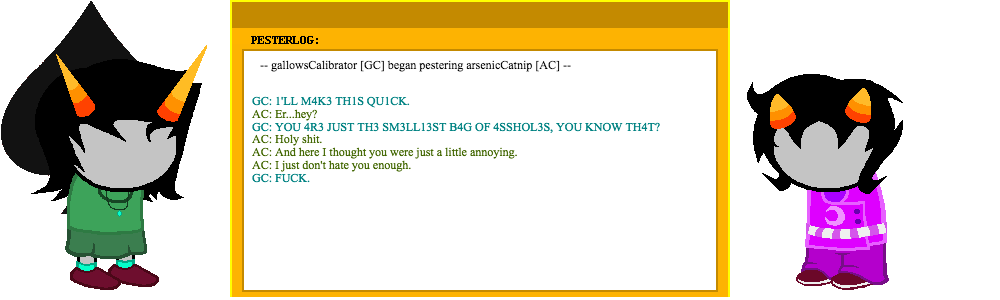 PESTERLOG:
-- gallowsCalibrator [GC] began pestering arsenicCatnip [AC] --
GC: 1'LL M4K3 TH1S QU1CK.
AC: Er...hey?
GC: YOU 4R3 JUST TH3 SM3LL13ST B4G OF 4SSHOL3S, YOU KNOW TH4T?
AC: Holy shit.
AC: And here I thought you were just a little annoying.
AC: I just don't hate you enough.
GC: FUCK.